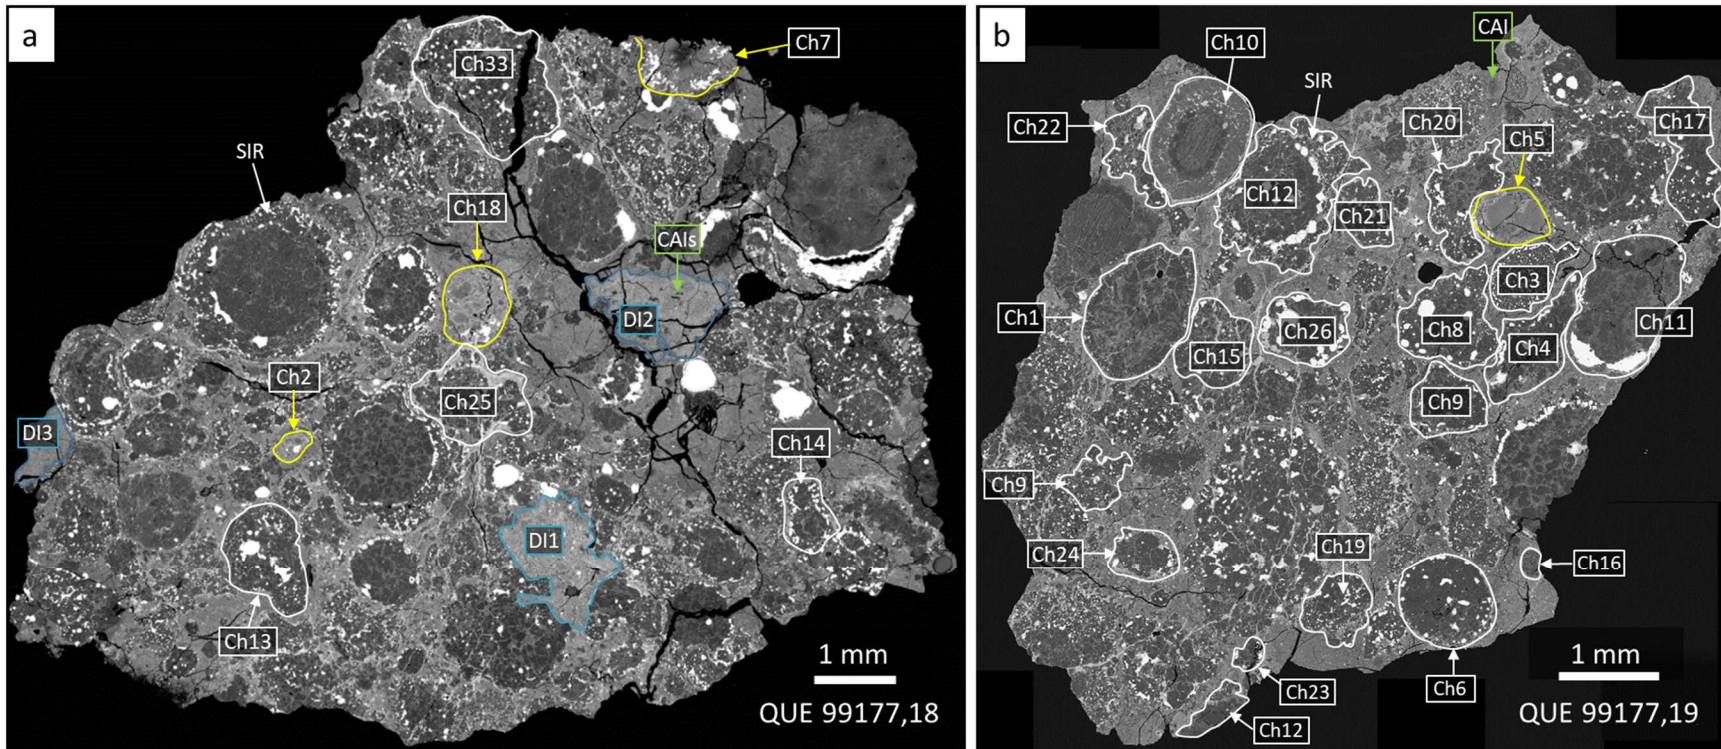 a
Ch33
Ch7
SIR
Ch18
CAIs
DI2
Ch2
Ch25
DI3
Ch14
DI1
Ch13
1 mm
QUE 99177,18
b
Ch10
CAI
SIR
Ch22
Ch20
Ch5
Ch17
Ch12
Ch21
Ch3
Ch1
Ch26
Ch8
Ch11
Ch15
Ch4
Ch9
Ch9
Ch24
Ch19
Ch16
1 mm
Ch23
Ch6
Ch12
QUE 99177,19